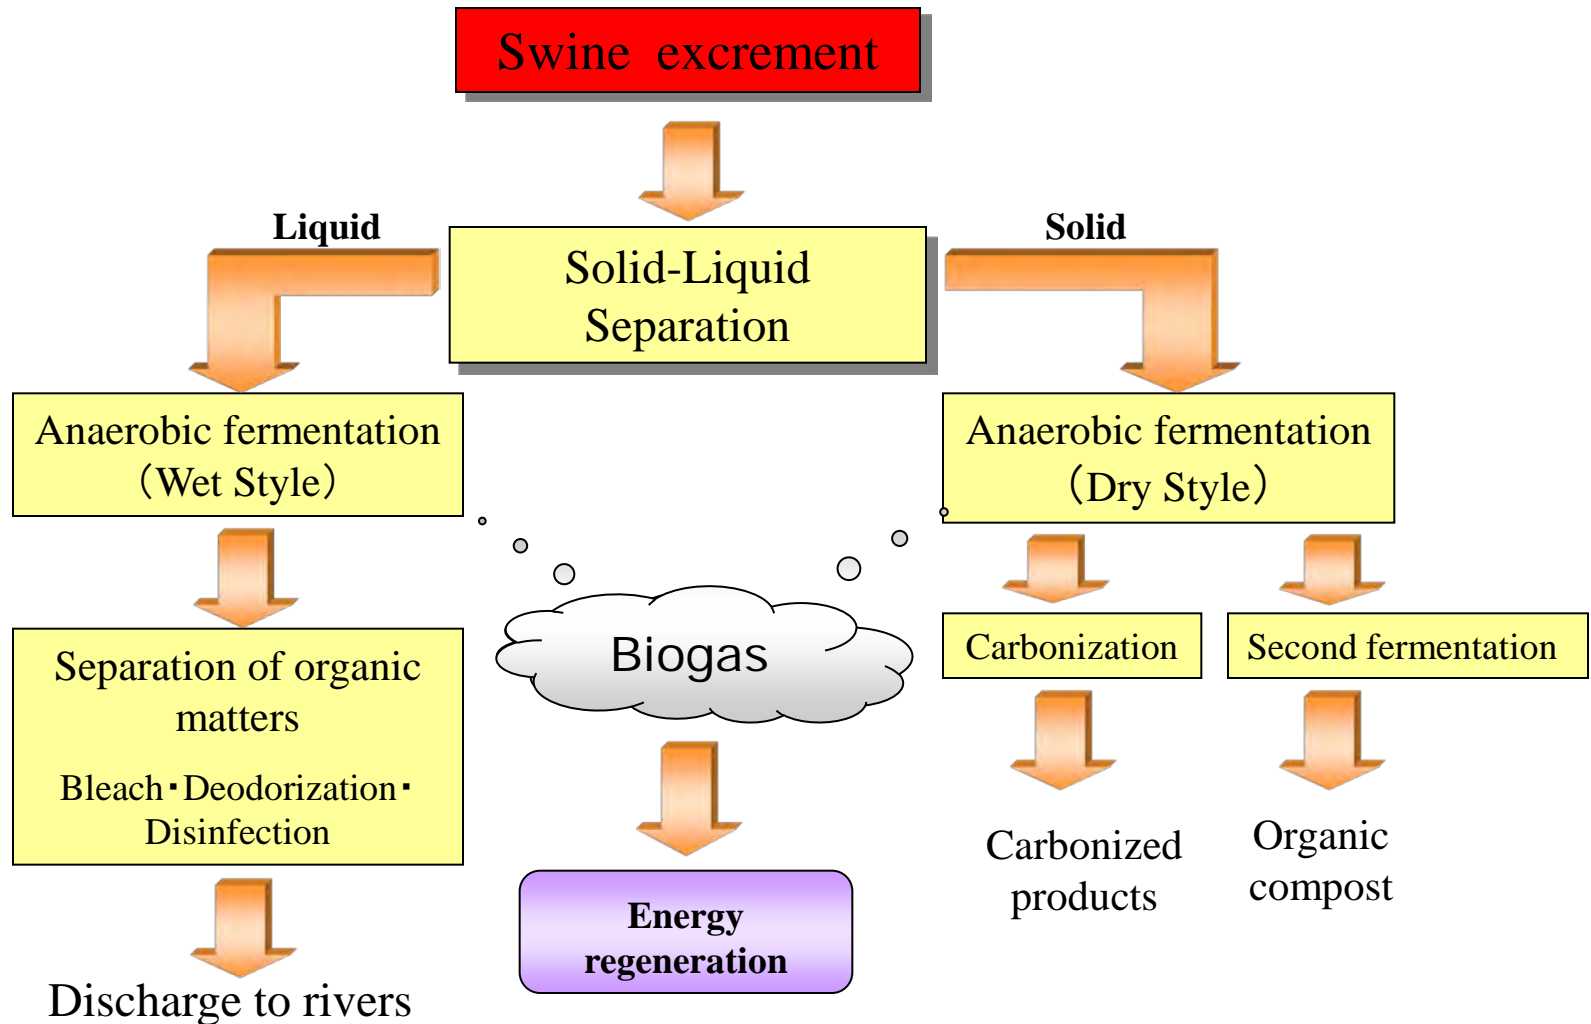 Swine excrement
Liquid
Solid
Solid-Liquid
Separation
Anaerobic fermentation
（Wet Style）
Anaerobic fermentation
（Dry Style）
Biogas
Carbonization
Second fermentation
Separation of organic
matters
Bleach･Deodorization･
Disinfection
Carbonized
products
Organic
compost
Energy
regeneration
Discharge to rivers